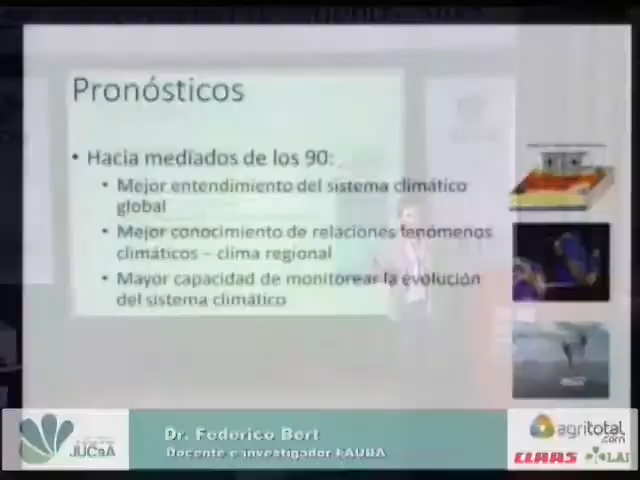 Pronósticos
• Hacia mediados de los 90:
• Mejor entendimiento del sistema climático
global
• Mejor conocimiento de relaciones fenómenos
climáticos – clima regional
• Mayor capacidad de monitorear la evolución
del sistema climático
Dr. Federico Bert
Docente e investigador FAUBA
JUCaA
agritotal
.com
CLAAS